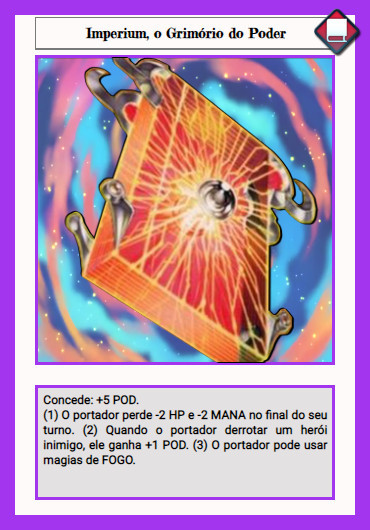 Imperium, o Grimório do Poder
Concede: +5 POD.
(1) O portador perde -2 HP e -2 MANA no final do seu
turno. (2) Quando o portador derrotar um herói
inimigo, ele ganha +1 POD. (3) O portador pode usar
magias de FOGO.